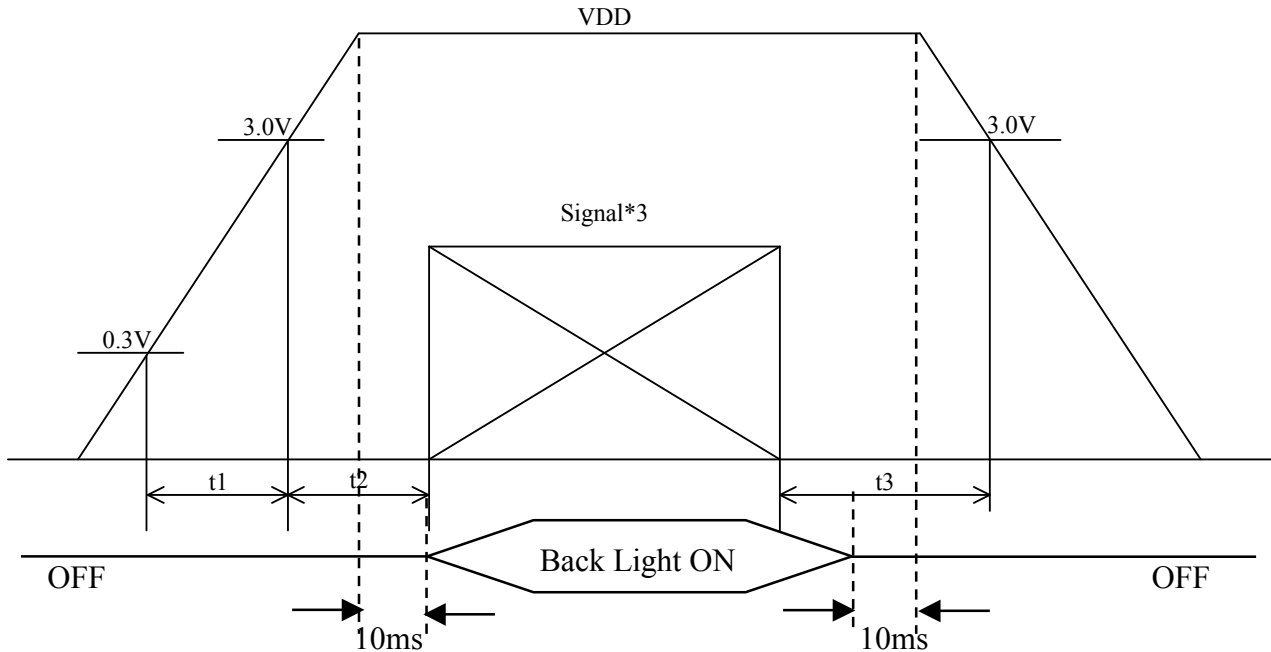 VDD
3.0V
3.0V
Signal*3
0.3V
t1
t2
t3
Back Light ON
OFF
OFF
10ms
10ms